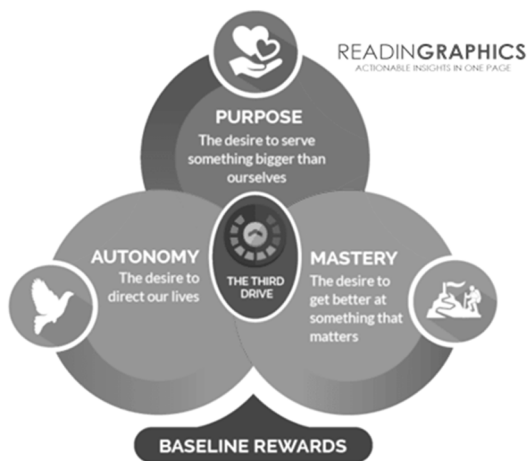 READINGRAPHICS
ACTIONABLE INSIGHTS IN ONE PAGE
PURPOSE
The desire to serve
something bigger than
ourselves
AUTONOMY
The desire to
direct our lives
THE THIRD
DRIVE
MASTERY
The desire to
get better at
something that
matters
BASELINE REWARDS